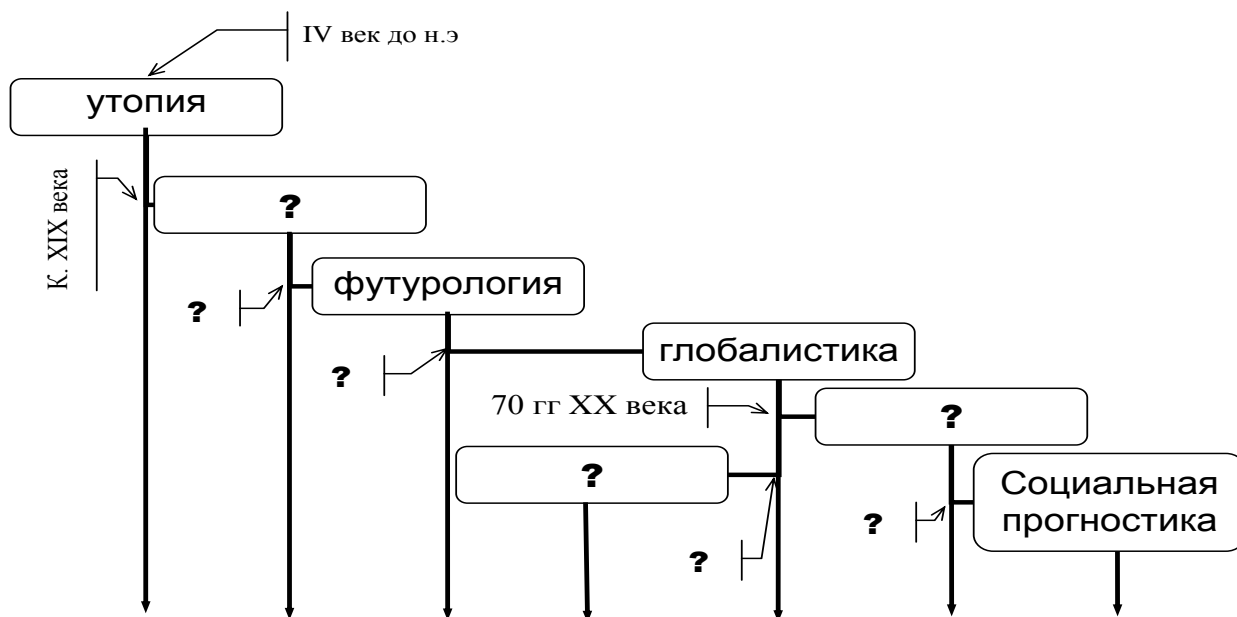 IV век до н.э
утопия
К. XIX века
?
футурология
?
?
глобалистика
70 гг XX века
?
?
Социальная
прогностика
?
?